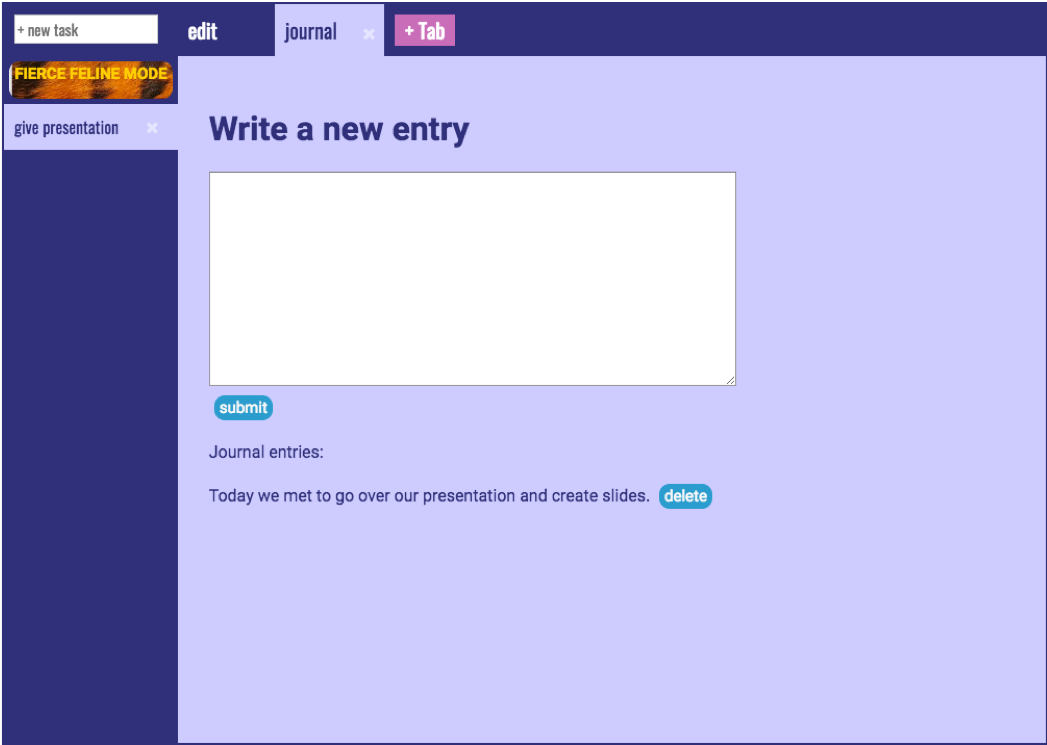 + new task
edit
journal
+ Tab
FIERCE FELINE MODE
give presentation
Write a new entry
submit
Journal entries:
Today we met to go over our presentation and create slides. delete